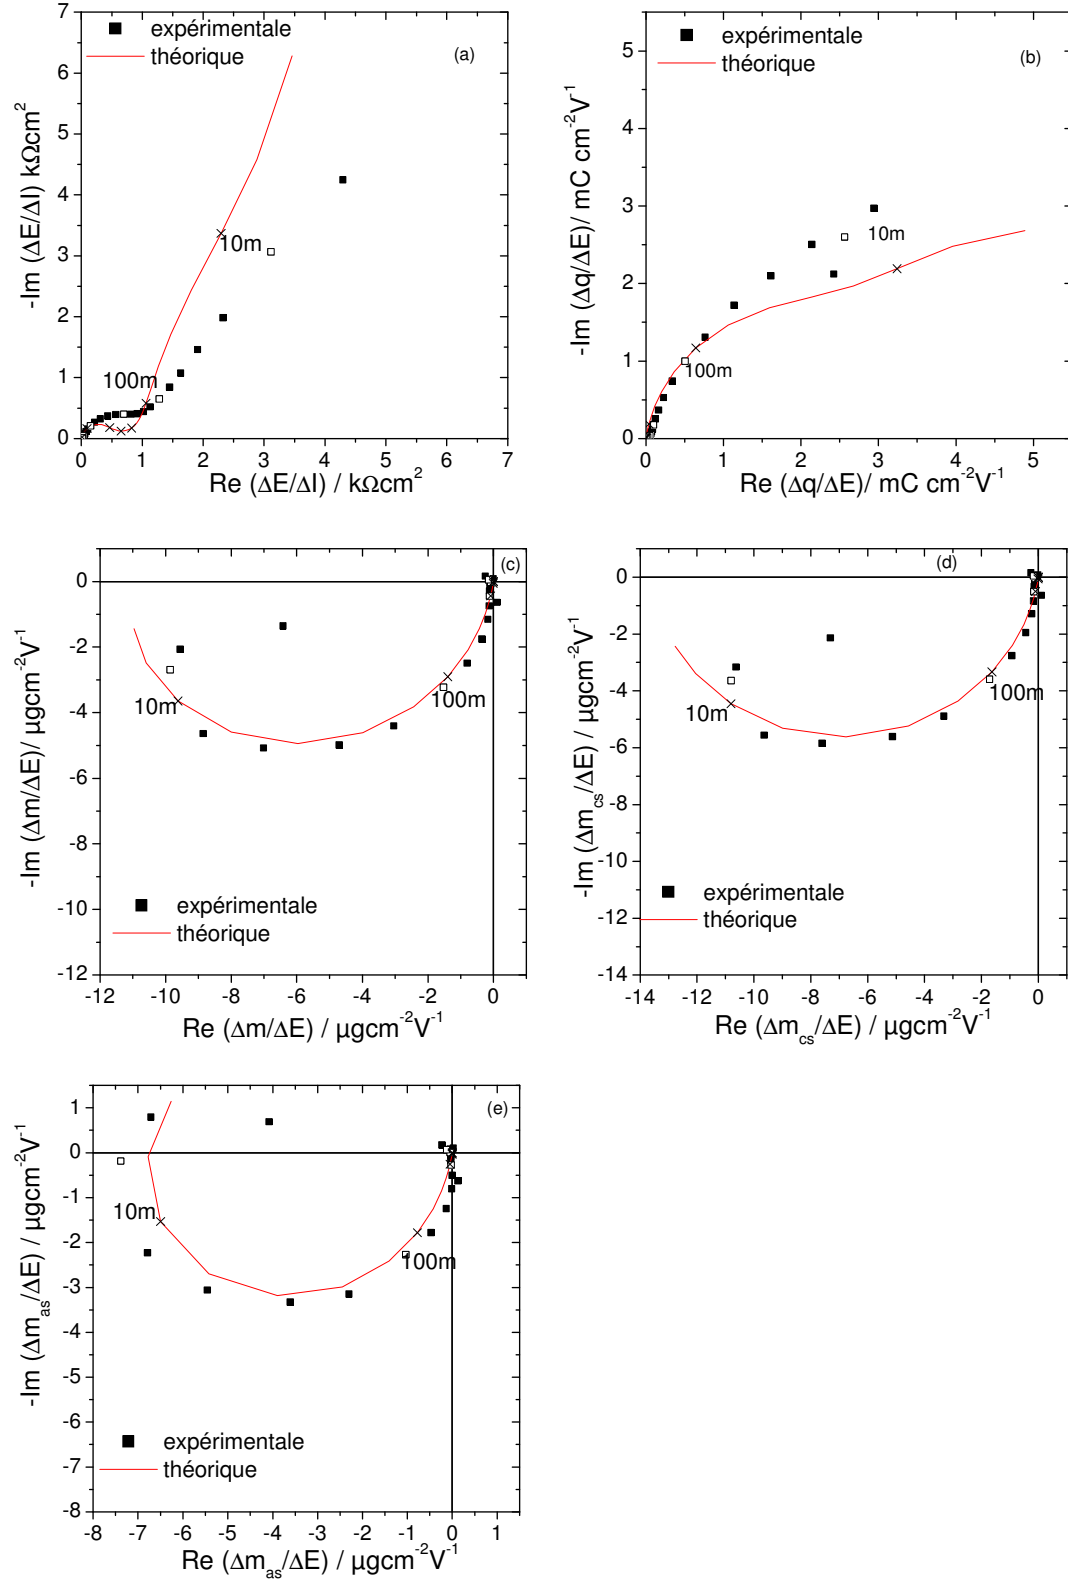 expérimentale
théorique
(a)
-Im (ΔE/ΔI) kΩcm²
7
6
5
4
3
2
1
0
10m
100m
0 1 2 3 4 5 6 7
Re (ΔE/ΔI) / kΩcm²
expérimentale
théorique
(b)
-Im (Δq/ΔE)/ mC cm⁻²V⁻¹
5
4
3
2
1
0
10m
100m
0 1 2 3 4 5
Re (Δq/ΔE)/ mC cm⁻²V⁻¹
(c)
-Im (Δm/ΔE)/ µgcm⁻²V⁻¹
0
-2
-4
-6
-8
-10
-12
100m
10m
expérimentale
théorique
-12 -10 -8 -6 -4 -2 0
Re (Δm/ΔE) / µgcm⁻²V⁻¹
(d)
-Im (Δm_cs/ΔE) / µgcm⁻²V⁻¹
0
-2
-4
-6
-8
-10
-12
-14
100m
10m
expérimentale
théorique
-14 -12 -10 -8 -6 -4 -2 0
Re (Δm_cs/ΔE) / µgcm⁻²V⁻¹
(e)
-Im (Δm_as/ΔE) / µgcm⁻²V⁻¹
1
0
-1
-2
-3
-4
-5
-6
-7
-8
10m
100m
expérimentale
théorique
-8 -7 -6 -5 -4 -3 -2 -1 0 1
Re (Δm_as/ΔE) / µgcm⁻²V⁻¹